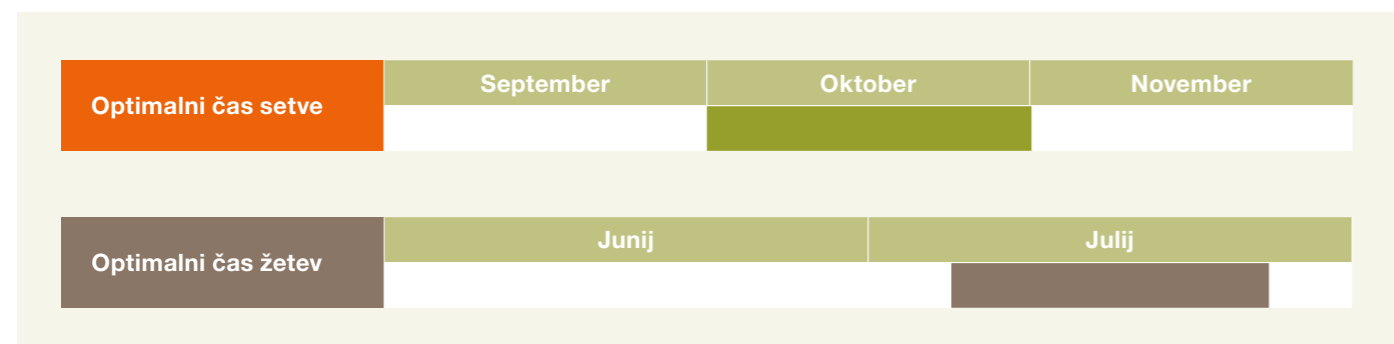 Optimalni čas setve
September
Oktober
November
Optimalni čas žetev
Junij
Julij